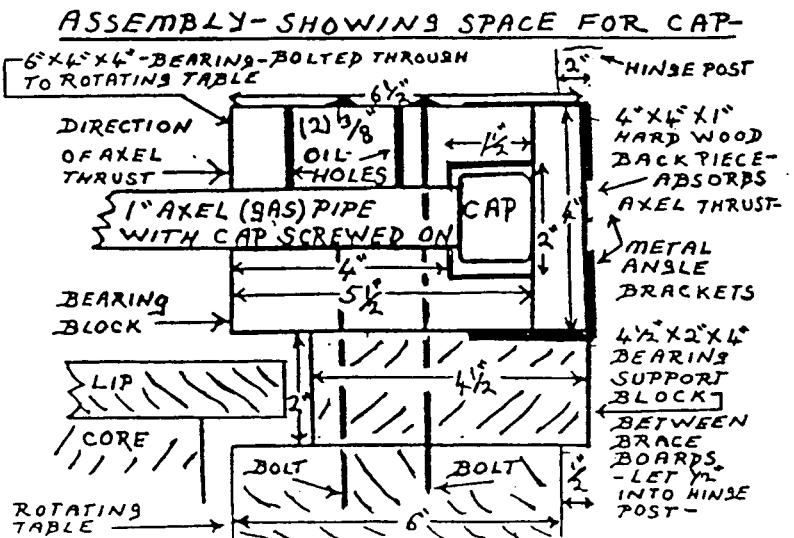 ASSEMBLY-SHOWING SPACE FOR CAP-
6"X4"X4"-BEARING-BOLTED THROUGH
TO ROTATING TABLE
2"
HINGE POST
6½"
DIRECTION
OF AXEL
THRUST
(2) 3/8"
OIL-
HOLES
1½"
4"X4"X1"
HARD WOOD
BACK PIECE-
ABSORBS
AXEL THRUST-
1" AXEL (GAS) PIPE
WITH CAP SCREWED ON
CAP
2"
4"
METAL
ANGLE
BRACKETS
4"
5½"
BEARING
BLOCK
4½"X2"X4"
BEARING
SUPPORT
BLOCK
BETWEEN
BRACE
BOARDS
-LET ½"
INTO HINGE
POST-
LIP
2"
4½"
CORE
BOLT
BOLT
½"
ROTATING
TABLE
6"